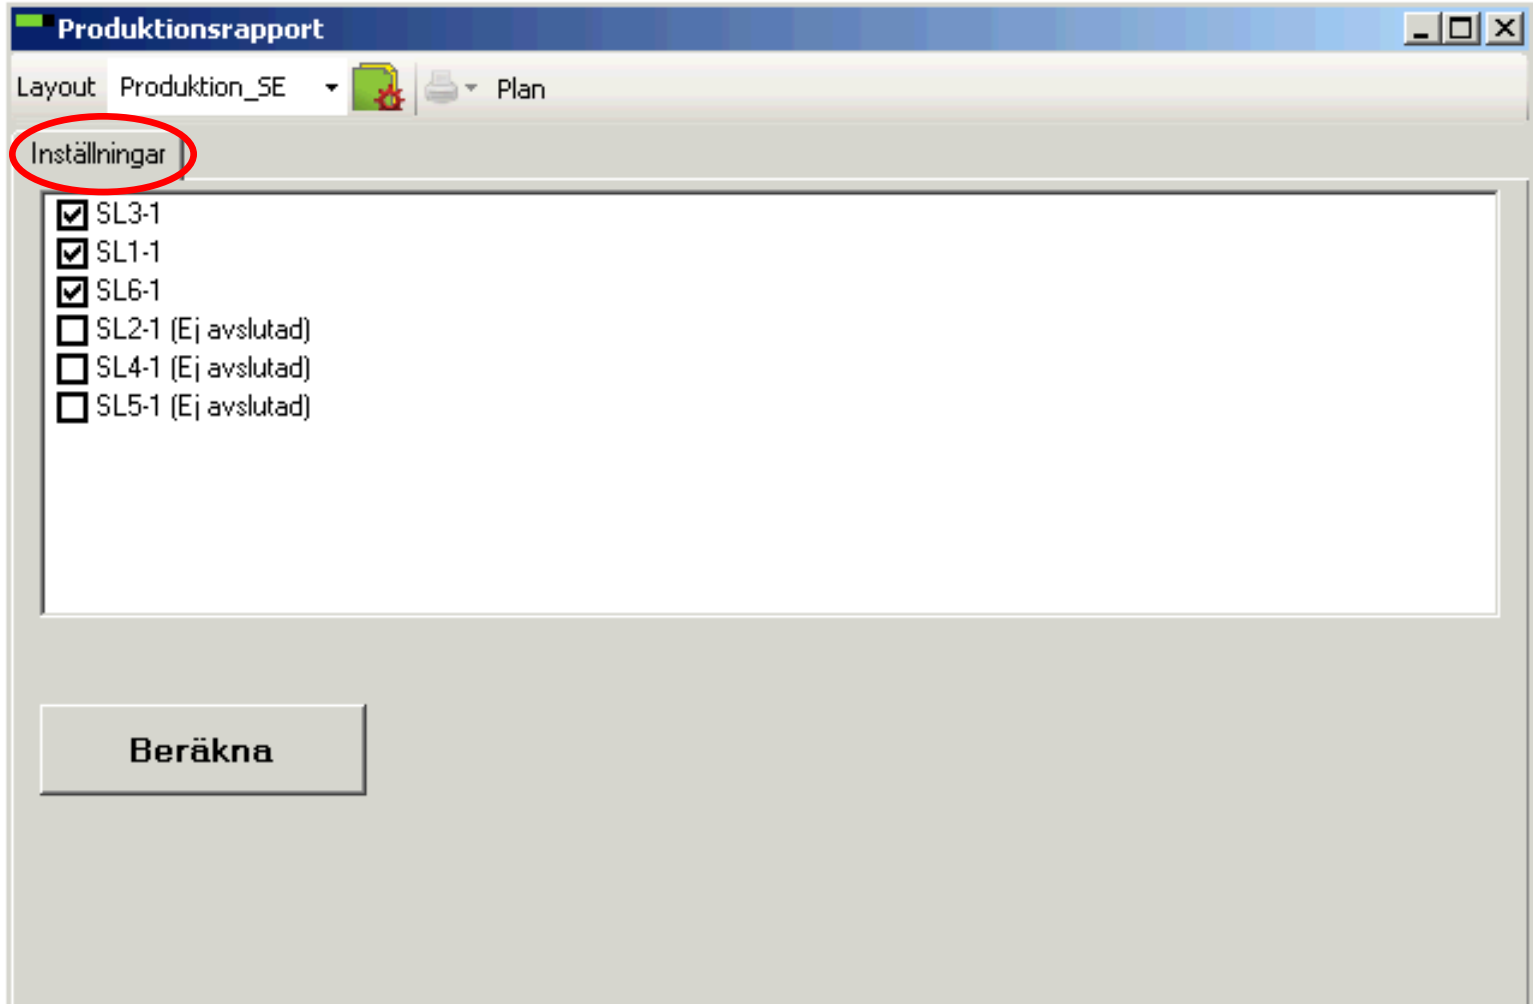 Produktionsrapport
Layout Produktion_SE Plan
Inställningar
SL3-1
SL1-1
SL6-1
SL2-1 (Ej avslutad)
SL4-1 (Ej avslutad)
SL5-1 (Ej avslutad)
Beräkna